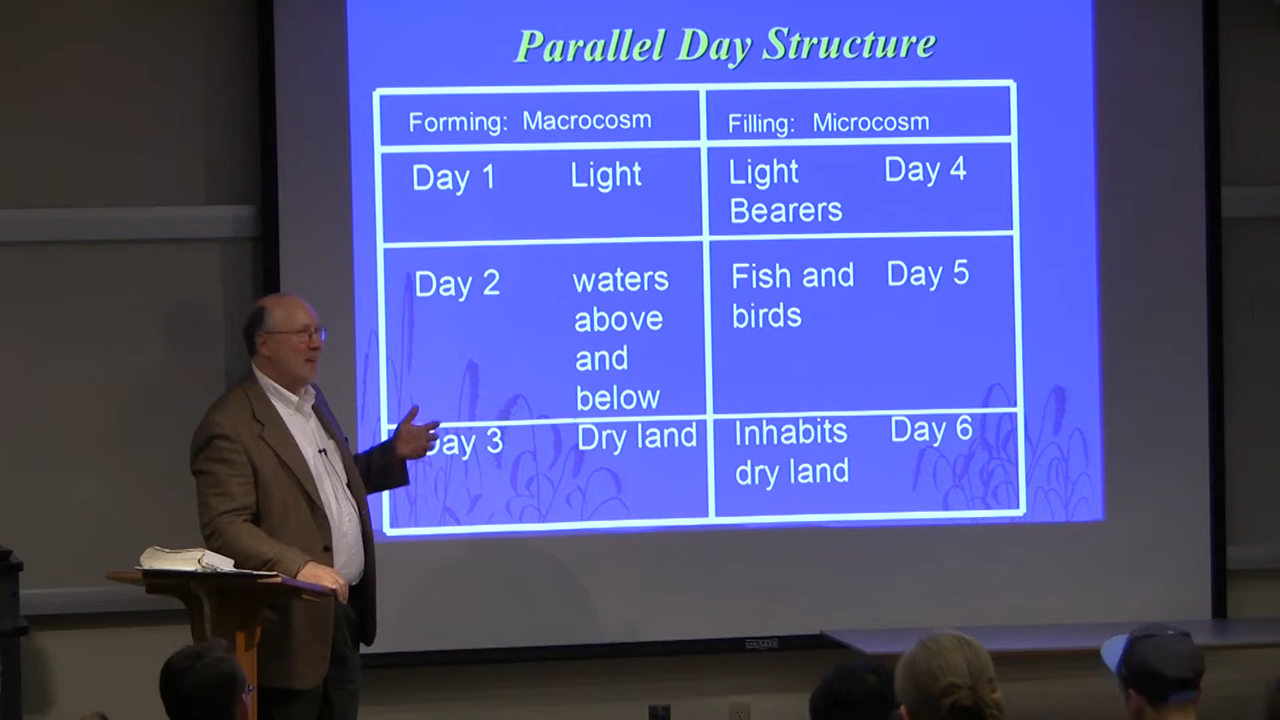 Parallel Day Structure
Forming: Macrocosm
Filling: Microcosm
Day 1
Light
Light
Bearers
Day 4
Day 2
waters
above
and
below
Fish and
birds
Day 5
Day 3
Dry land
Inhabits
dry land
Day 6